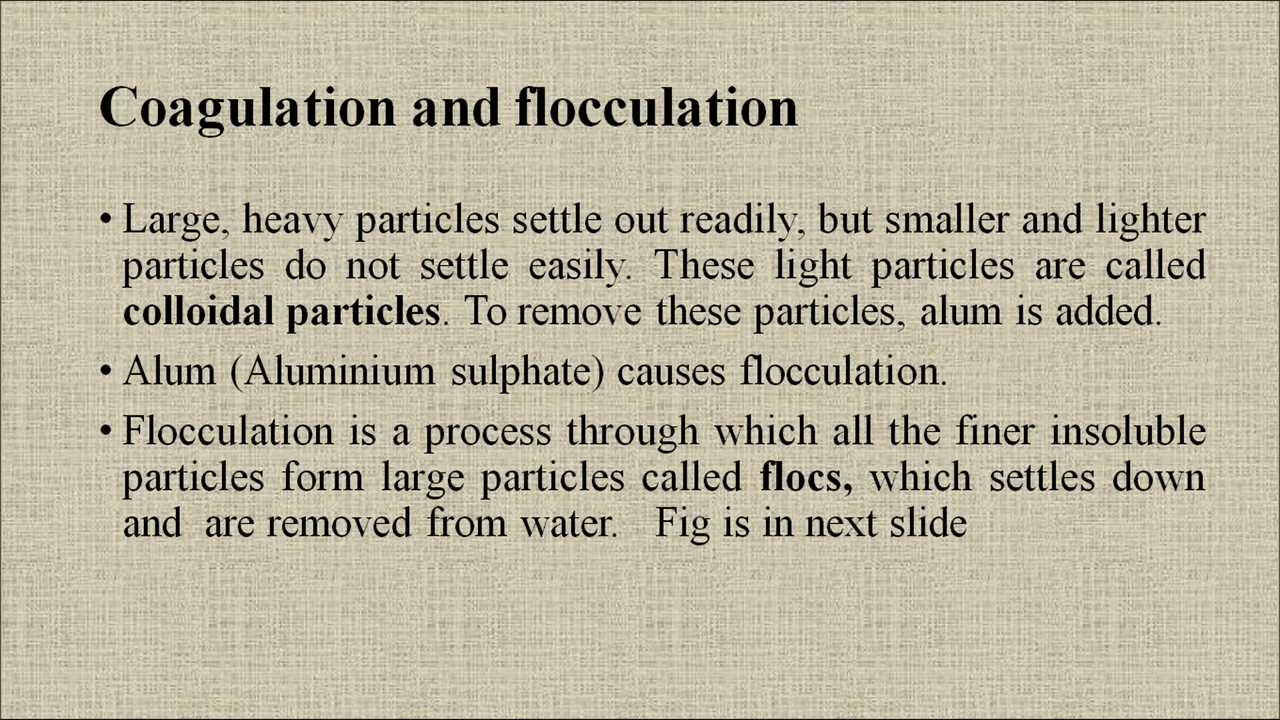 Coagulation and flocculation
• Large, heavy particles settle out readily, but smaller and lighter
particles do not settle easily. These light particles are called
colloidal particles. To remove these particles, alum is added.
• Alum (Aluminium sulphate) causes flocculation.
• Flocculation is a process through which all the finer insoluble
particles form large particles called flocs, which settles down
and  are removed from water.   Fig is in next slide